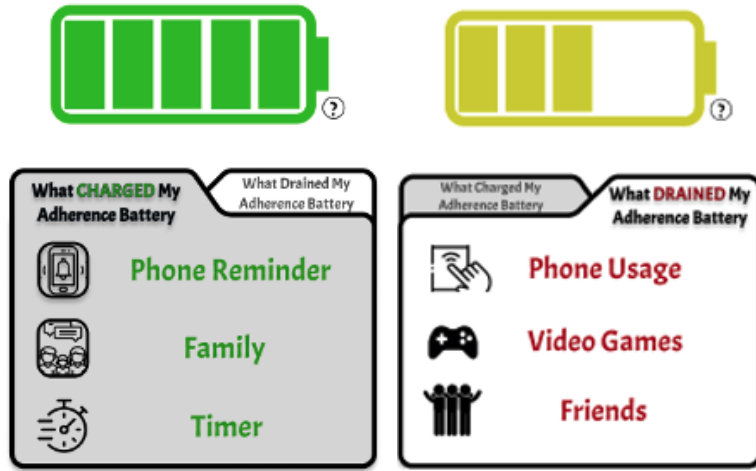 ?
?
What CHARGED My
Adherence Battery
What Drained My
Adherence Battery
Phone Reminder
Family
Timer
What Charged My
Adherence Battery
What DRAINED My
Adherence Battery
Phone Usage
Video Games
Friends